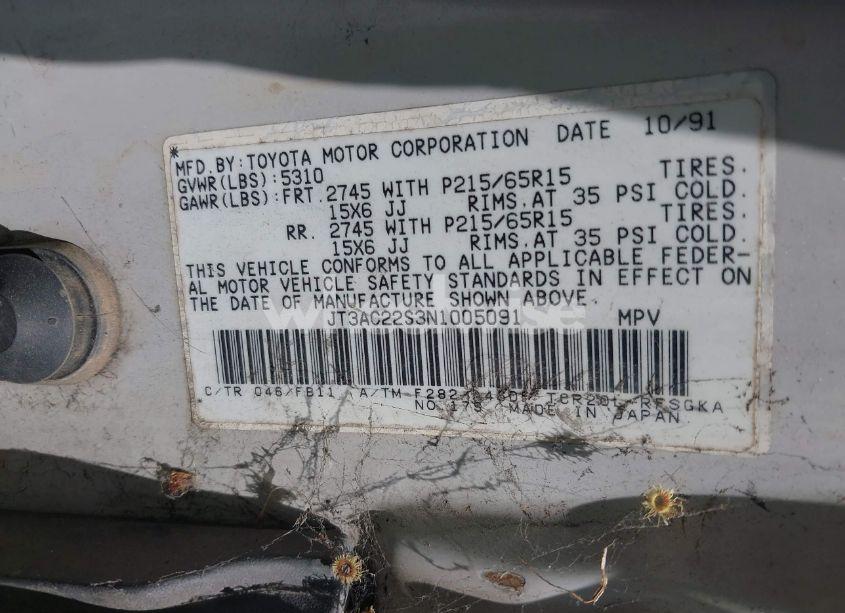 *
MFD.BY:TOYOTA MOTOR CORPORATION DATE 10/91
GVWR(LBS):5310 TIRES.
GAWR(LBS):FRT. 2745 WITH P215/65R15
15X6 JJ RIMS.AT 35 PSI COLD.
RR. 2745 WITH P215/65R15 TIRES.
15X6 JJ RIMS.AT 35 PSI COLD.
THIS VEHICLE CONFORMS TO ALL APPLICABLE FEDER-
AL MOTOR VEHICLE SAFETY STANDARDS IN EFFECT ON
THE DATE OF MANUFACTURE SHOWN ABOVE.
JT3AC22S3N1005091 MPV
C/TR 046/FB11 A/TM
NO.179 MADE IN JAPAN